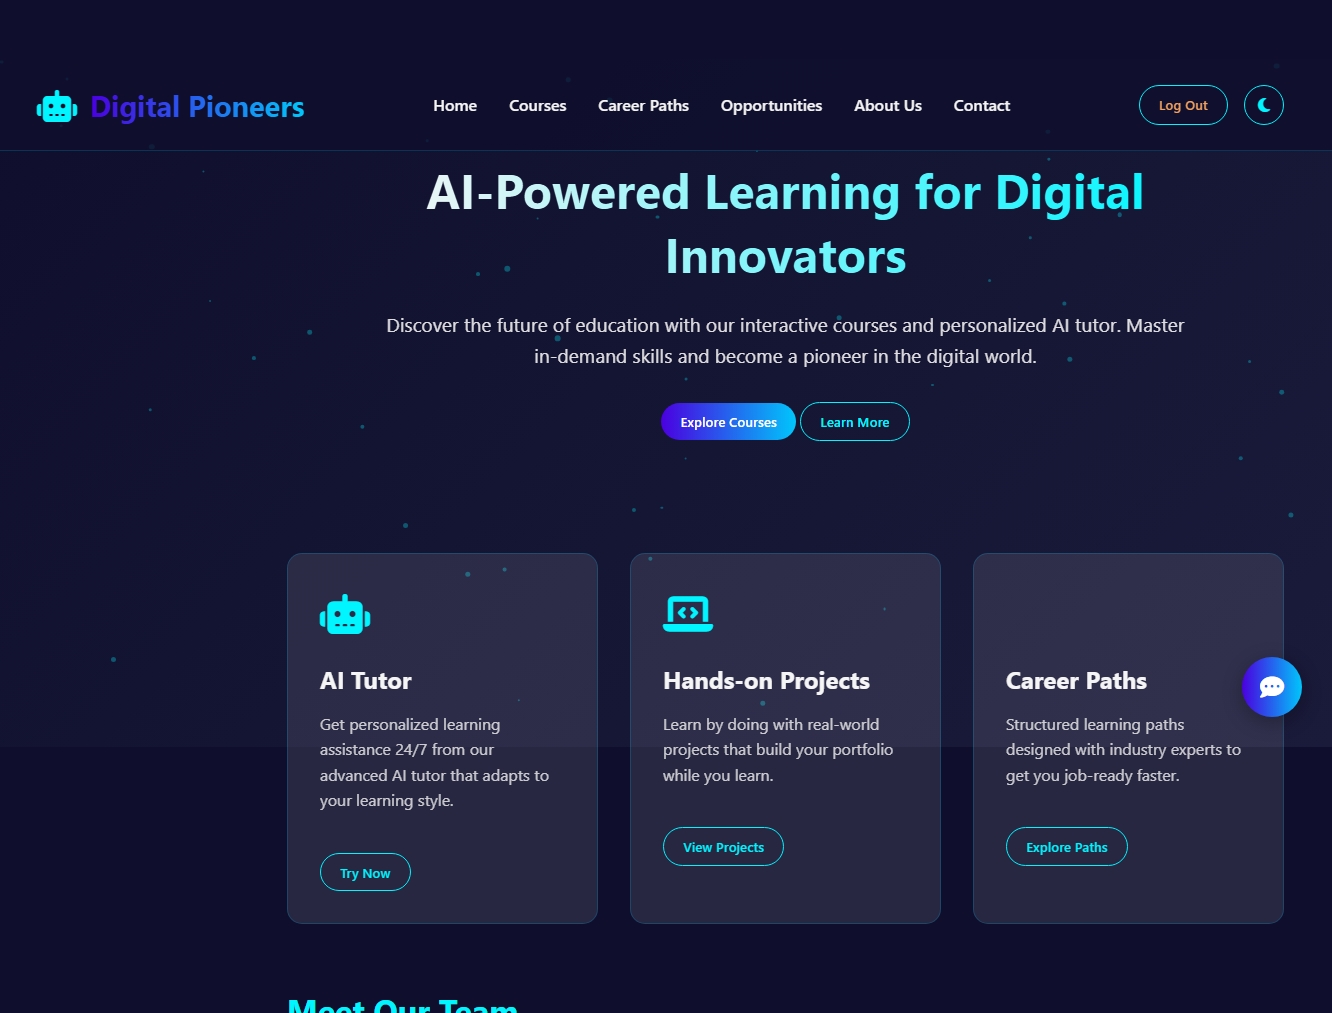 Digital Pioneers
Home Courses Career Paths Opportunities About Us Contact
Log Out
AI-Powered Learning for Digital
Innovators
Discover the future of education with our interactive courses and personalized AI tutor. Master
in-demand skills and become a pioneer in the digital world.
Explore Courses Learn More
AI Tutor
Get personalized learning
assistance 24/7 from our
advanced AI tutor that adapts to
your learning style.
Try Now
Hands-on Projects
Learn by doing with real-world
projects that build your portfolio
while you learn.
View Projects
Career Paths
Structured learning paths
designed with industry experts to
get you job-ready faster.
Explore Paths
Meet Our Team